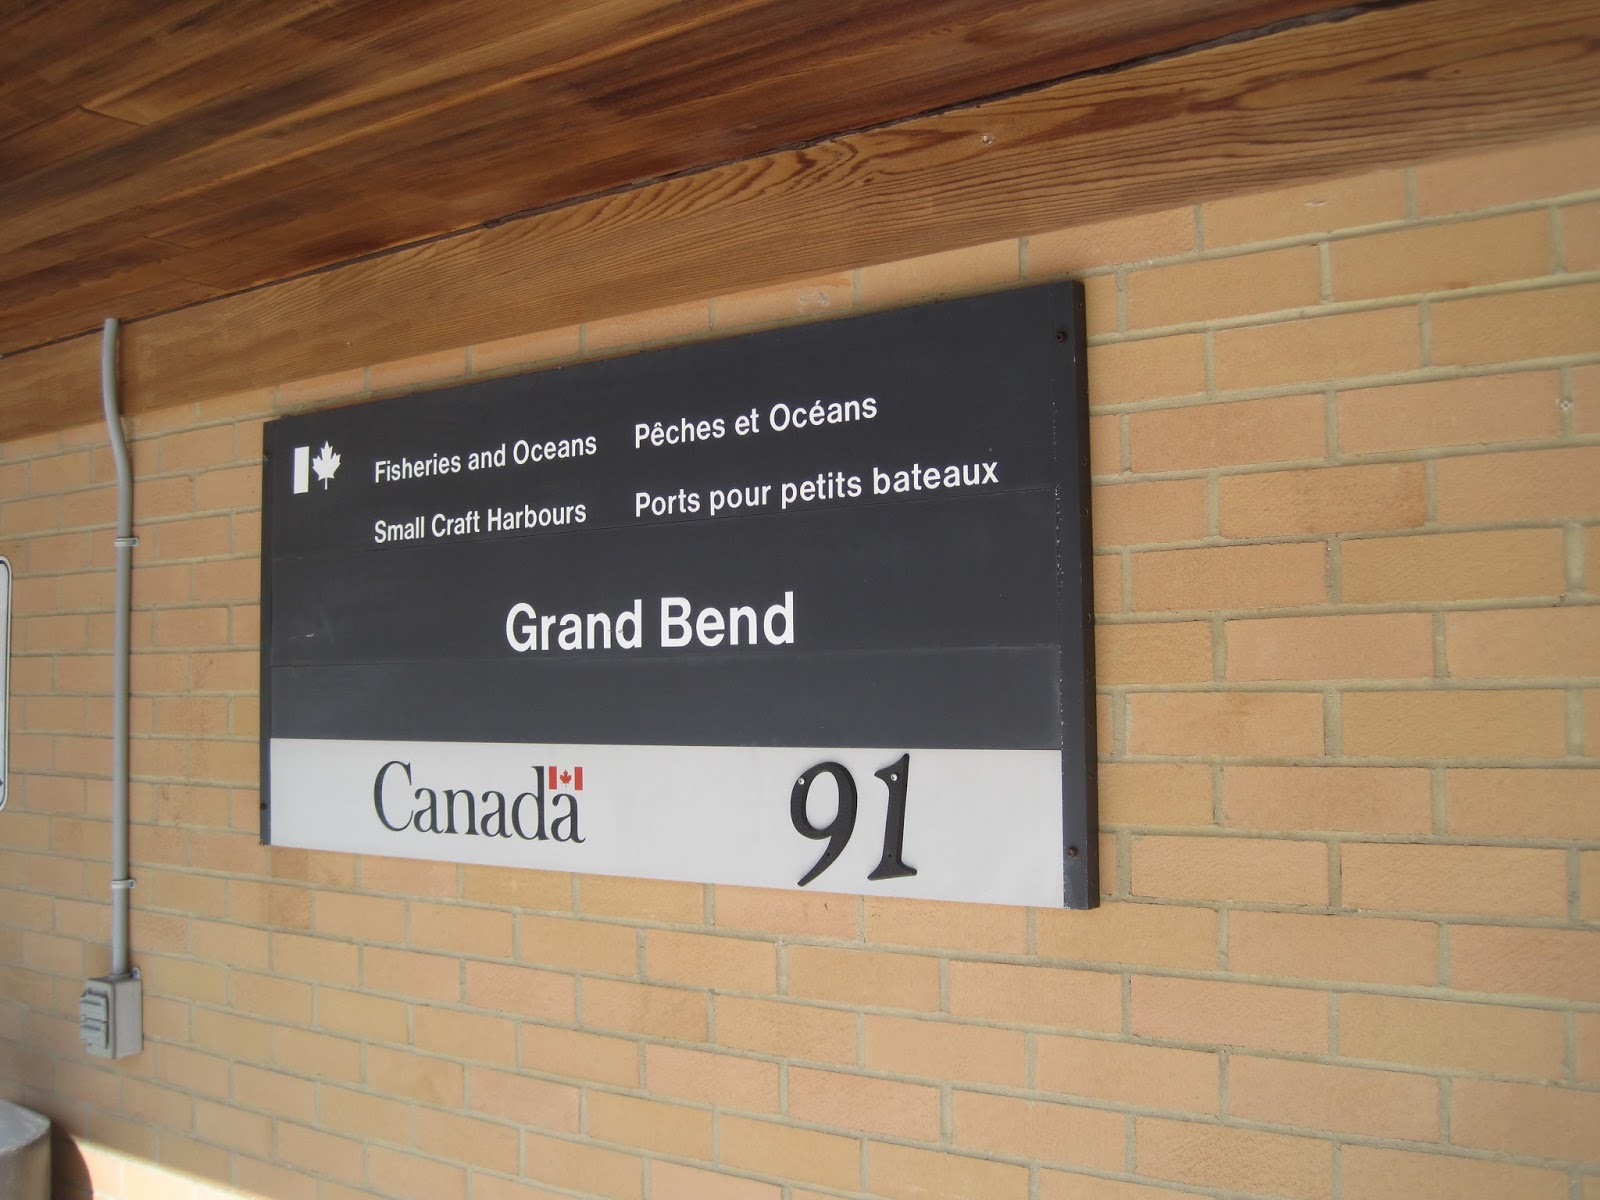 Fisheries and Oceans
Small Craft Harbours
Pêches et Océans
Ports pour petits bateaux
Grand Bend
Canada
91